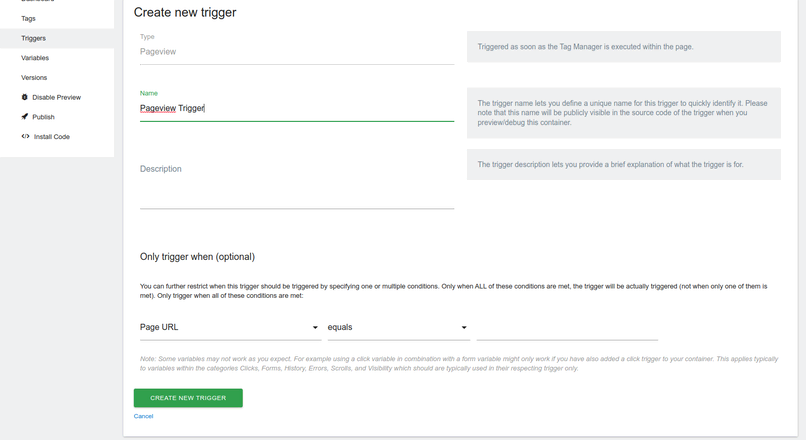 Tags
Triggers
Variables
Versions
Disable Preview
Publish
Install Code
Create new trigger
Type
Pageview
Triggered as soon as the Tag Manager is executed within the page.
Name
Pageview Trigger
The trigger name lets you define a unique name for this trigger to quickly identify it. Please
note that this name will be publicly visible in the source code of the trigger when you
preview/debug this container.
Description
The trigger description lets you provide a brief explanation of what the trigger is for.
Only trigger when (optional)
You can further restrict when this trigger should be triggered by specifying one or multiple conditions. Only when ALL of these conditions are met, the trigger will be actually triggered (not when only one of them is
met). Only trigger when all of these conditions are met:
Page URL
equals
Note: Some variables may not work as you expect. For example using a click variable in combination with a form variable might only work if you have also added a click trigger to your container. This applies typically
to variables within the categories Clicks, Forms, History, Errors, Scrolls, and Visibility which should are typically used in their respecting trigger only.
CREATE NEW TRIGGER
Cancel